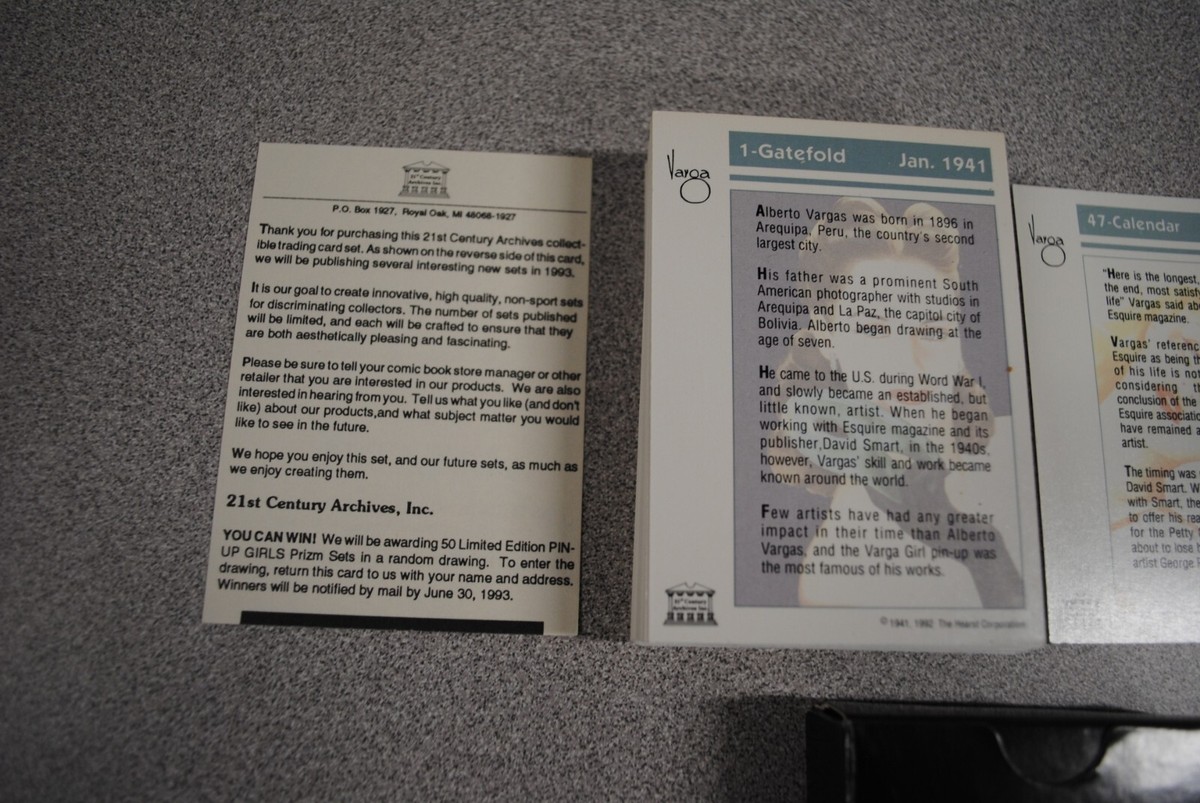 21st Century
Archives Inc.
P.O. Box 1927, Royal Oak, MI 48068-1927
Thank you for purchasing this 21st Century Archives collect-
ible trading card set. As shown on the reverse side of this card,
we will be publishing several interesting new sets in 1993.
It is our goal to create innovative, high quality, non-sport sets
for discriminating collectors. The number of sets published
will be limited, and each will be crafted to ensure that they
are both aesthetically pleasing and fascinating.
Please be sure to tell your comic book store manager or other
retailer that you are interested in our products. We are also
interested in hearing from you. Tell us what you like (and don't
like) about our products,and what subject matter you would
like to see in the future.
We hope you enjoy this set, and our future sets, as much as
we enjoy creating them.
21st Century Archives, Inc.
YOU CAN WIN! We will be awarding 50 Limited Edition PIN-
UP GIRLS Prizm Sets in a random drawing. To enter the
drawing, return this card to us with your name and address.
Winners will be notified by mail by June 30, 1993.
Varga
1-Gatefold Jan. 1941
Alberto Vargas was born in 1896 in
Arequipa, Peru, the country's second
largest city.
His father was a prominent South
American photographer with studios in
Arequipa and La Paz, the capitol city of
Bolivia. Alberto began drawing at the
age of seven.
He came to the U.S. during Word War I,
and slowly became an established, but
little known, artist. When he began
working with Esquire magazine and its
publisher,David Smart, in the 1940s,
however, Vargas' skill and work became
known around the world.
Few artists have had any greater
impact in their time than Alberto
Vargas, and the Varga Girl pin-up was
the most famous of his works.
21st Century
Archives Inc.
© 1941, 1992 The Hearst Corporation
Varga
47-Calendar
"Here is the longest,
the end, most satisf
life" Vargas said abo
Esquire magazine.
Vargas' referenc
Esquire as being th
of his life is not
considering th
conclusion of the
Esquire associatio
have remained a
artist.
The timing was
David Smart. W
with Smart, the
to offer his rea
for the Petty
about to lose
artist George